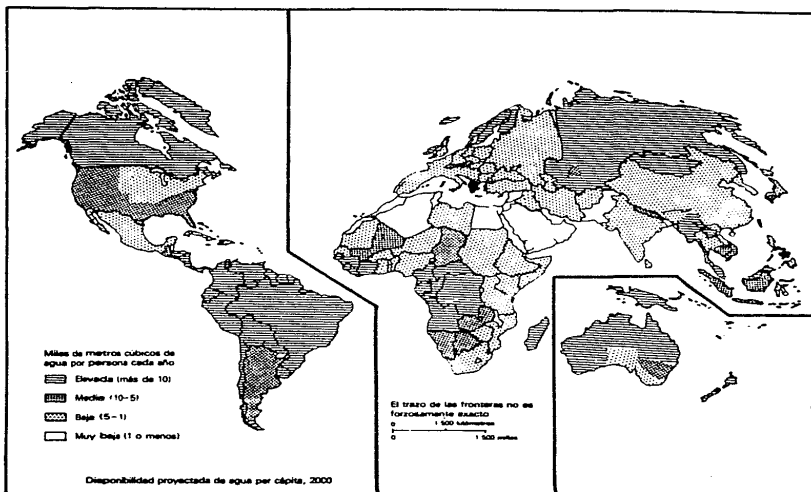 Miles de metros cúbicos de
agua por persona cada año
Elevada (más de 10)
Media (10-5)
Baja (5-1)
Muy baja (1 o menos)
El trazo de las fronteras no es
forzosamente exacto
0 1 500 kilómetros
0 1 500 millas
Disponibilidad proyectada de agua per cápita, 2000